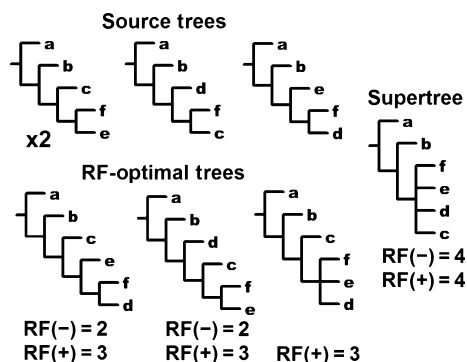 Source trees
a
b
c
f
e
x2
a
b
d
f
c
a
b
e
f
d
Supertree
a
b
f
e
d
c
RF(−) = 4
RF(+) = 4
RF-optimal trees
a
b
c
e
f
d
RF(−) = 2
RF(+) = 3
a
b
d
c
f
e
RF(−) = 2
RF(+) = 3
a
b
c
f
e
d
RF(+) = 3